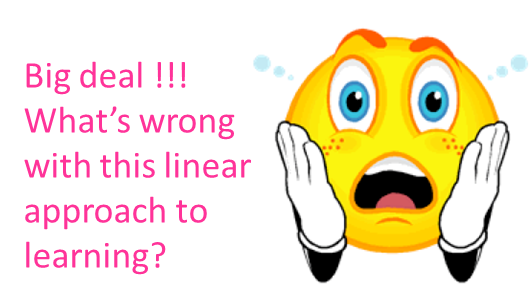 Big deal !!!
What’s wrong
with this linear
approach to
learning?